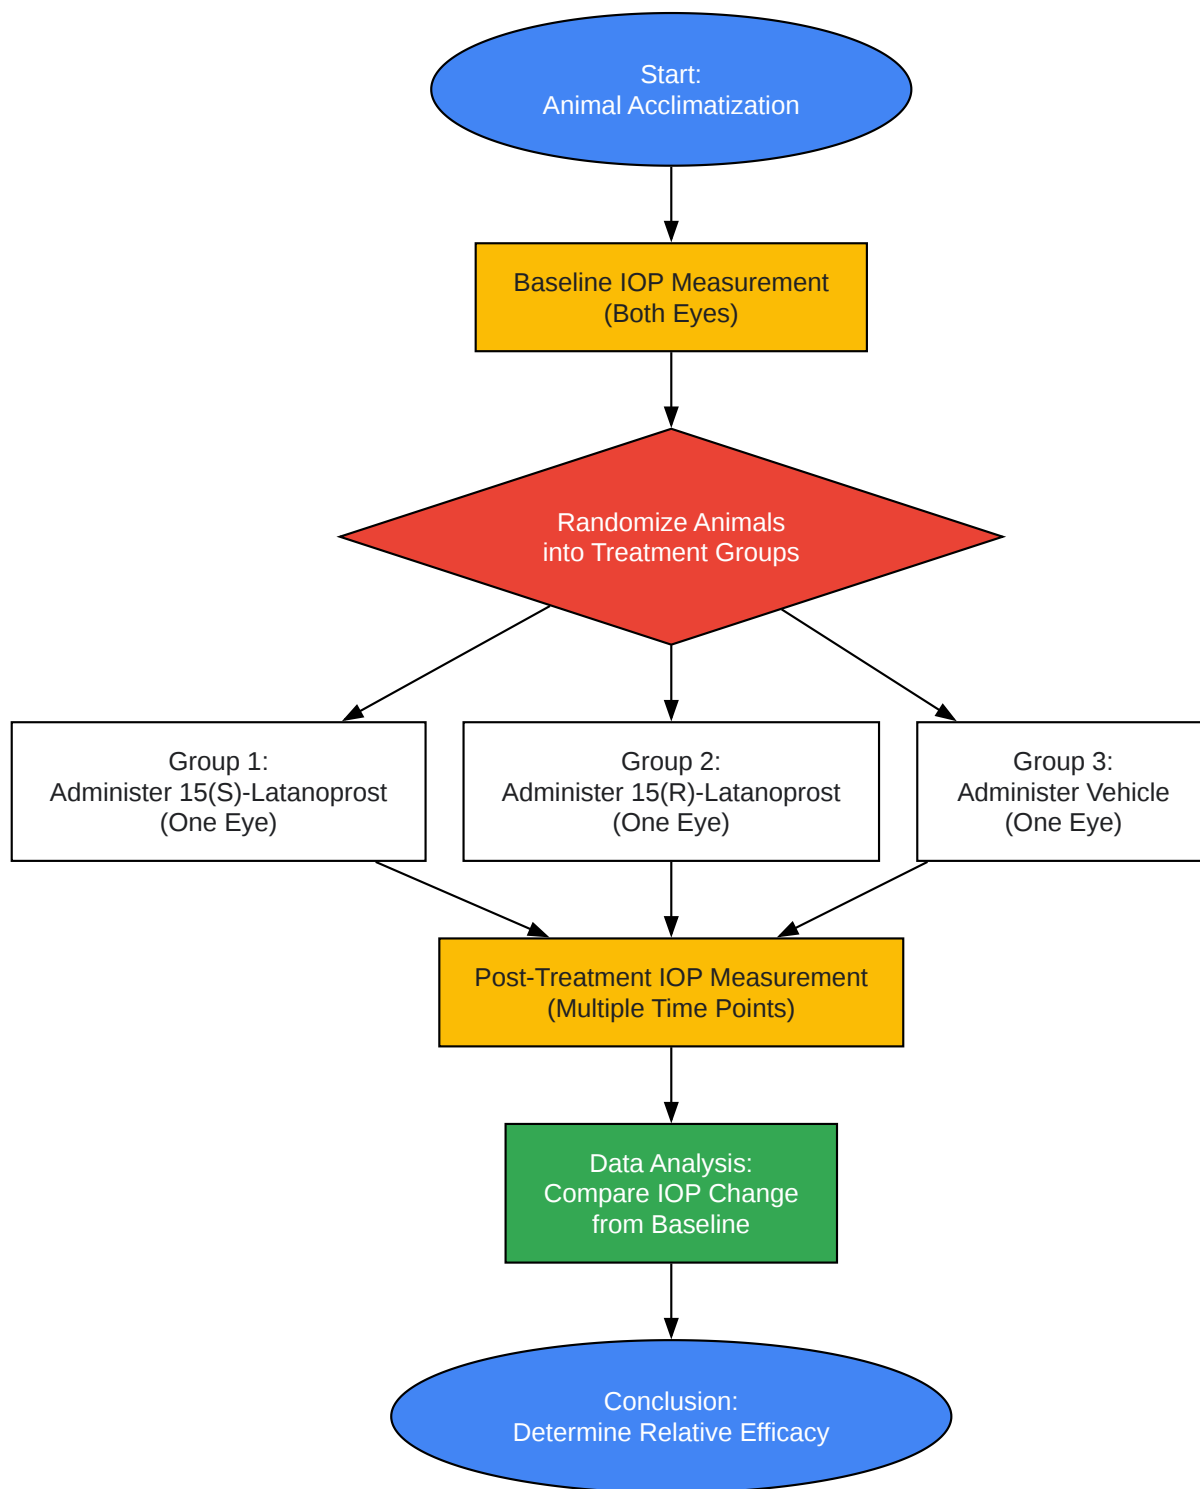 Start:
Animal Acclimatization
Baseline IOP Measurement
(Both Eyes)
Randomize Animals
into Treatment Groups
Group 1:
Administer 15(S)-Latanoprost
(One Eye)
Group 2:
Administer 15(R)-Latanoprost
(One Eye)
Group 3:
Administer Vehicle
(One Eye)
Post-Treatment IOP Measurement
(Multiple Time Points)
Data Analysis:
Compare IOP Change
from Baseline
Conclusion:
Determine Relative Efficacy